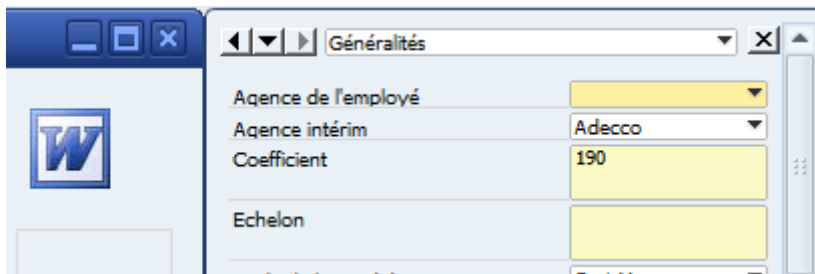 Généralités
Agence de l'employé
Agence intérim Adecco
Coefficient 190
Echelon